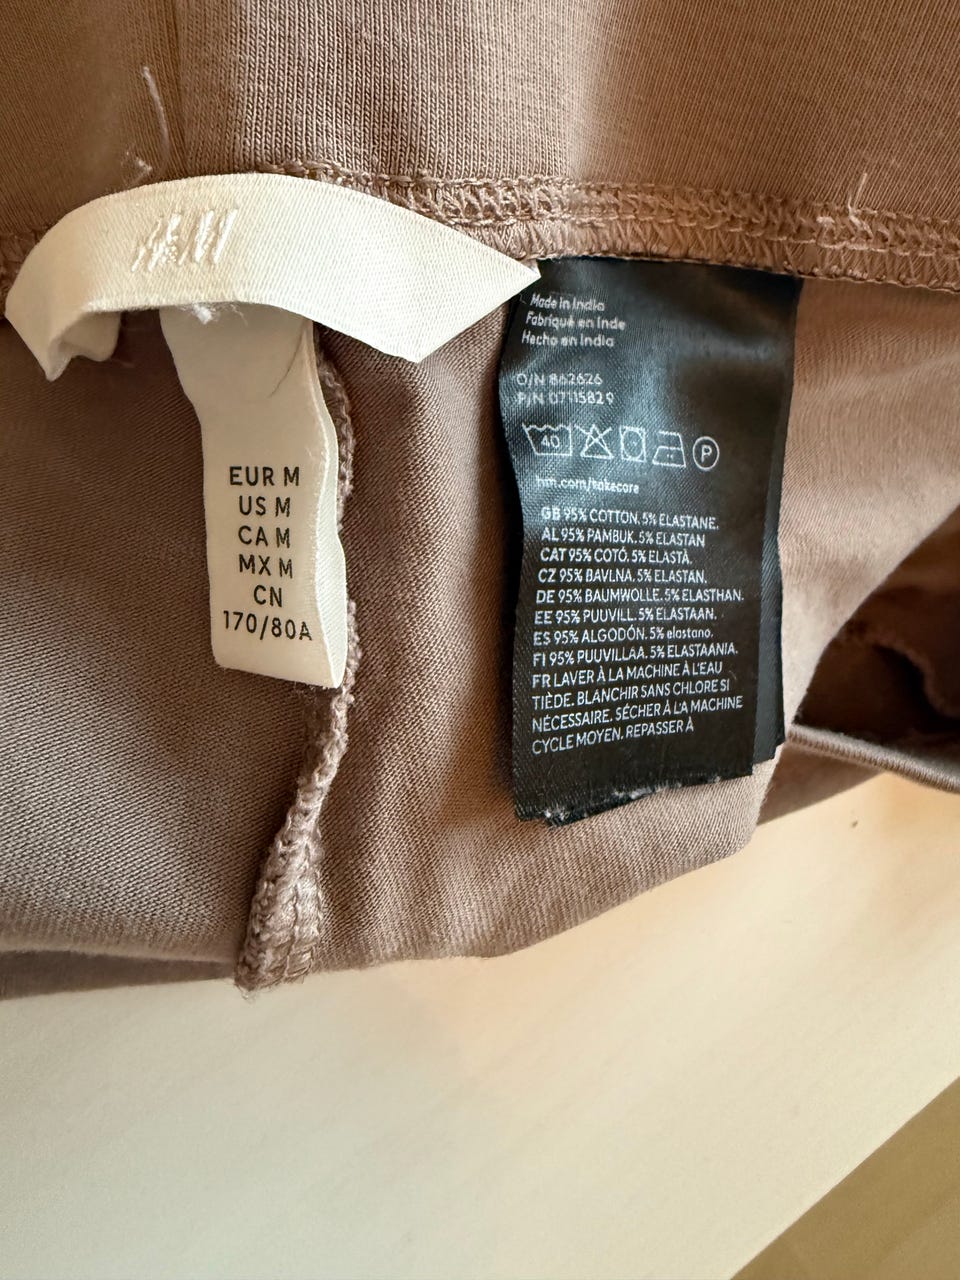 H&M
EUR M
US M
CA M
MX M
CN
170/80A
Made in India
Fabriqué en Inde
Hecho en India
O/N 862626
P/N 07115829
40
P
hm.com/takecare
GB 95% COTTON. 5% ELASTANE.
AL 95% PAMBUK. 5% ELASTAN
CAT 95% COTÓ. 5% ELASTÀ.
CZ 95% BAVLNA. 5% ELASTAN.
DE 95% BAUMWOLLE. 5% ELASTHAN.
EE 95% PUUVILL. 5% ELASTAAN.
ES 95% ALGODÓN. 5% elastano.
FI 95% PUUVILLAA. 5% ELASTAANIA.
FR LAVER À LA MACHINE À L'EAU
TIÈDE. BLANCHIR SANS CHLORE SI
NÉCESSAIRE. SÉCHER À LA MACHINE
CYCLE MOYEN. REPASSER À